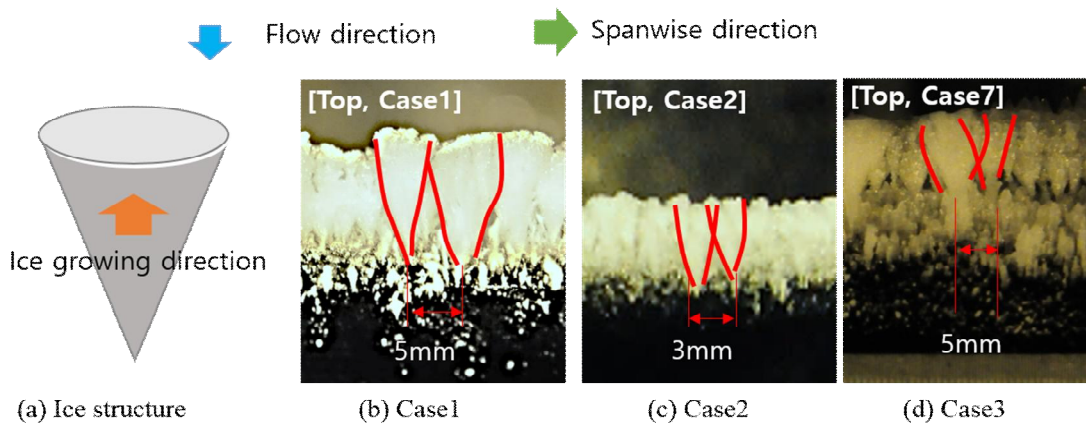 Flow direction
Spanwise direction
[Top, Case1]
[Top, Case2]
[Top, Case7]
Ice growing direction
5mm
3mm
5mm
(a) Ice structure
(b) Case1
(c) Case2
(d) Case3